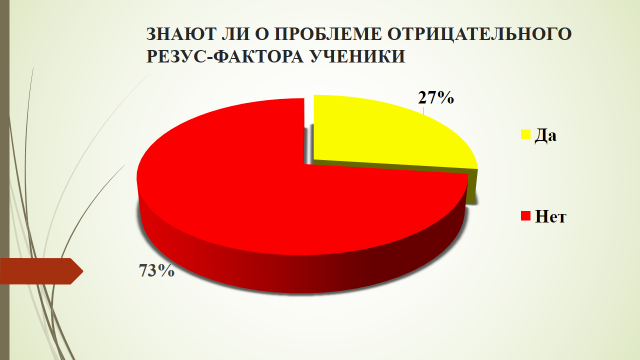 ЗНАЮТ ЛИ О ПРОБЛЕМЕ ОТРИЦАТЕЛЬНОГО
РЕЗУС-ФАКТОРА УЧЕНИКИ
27%
Да
Нет
73%